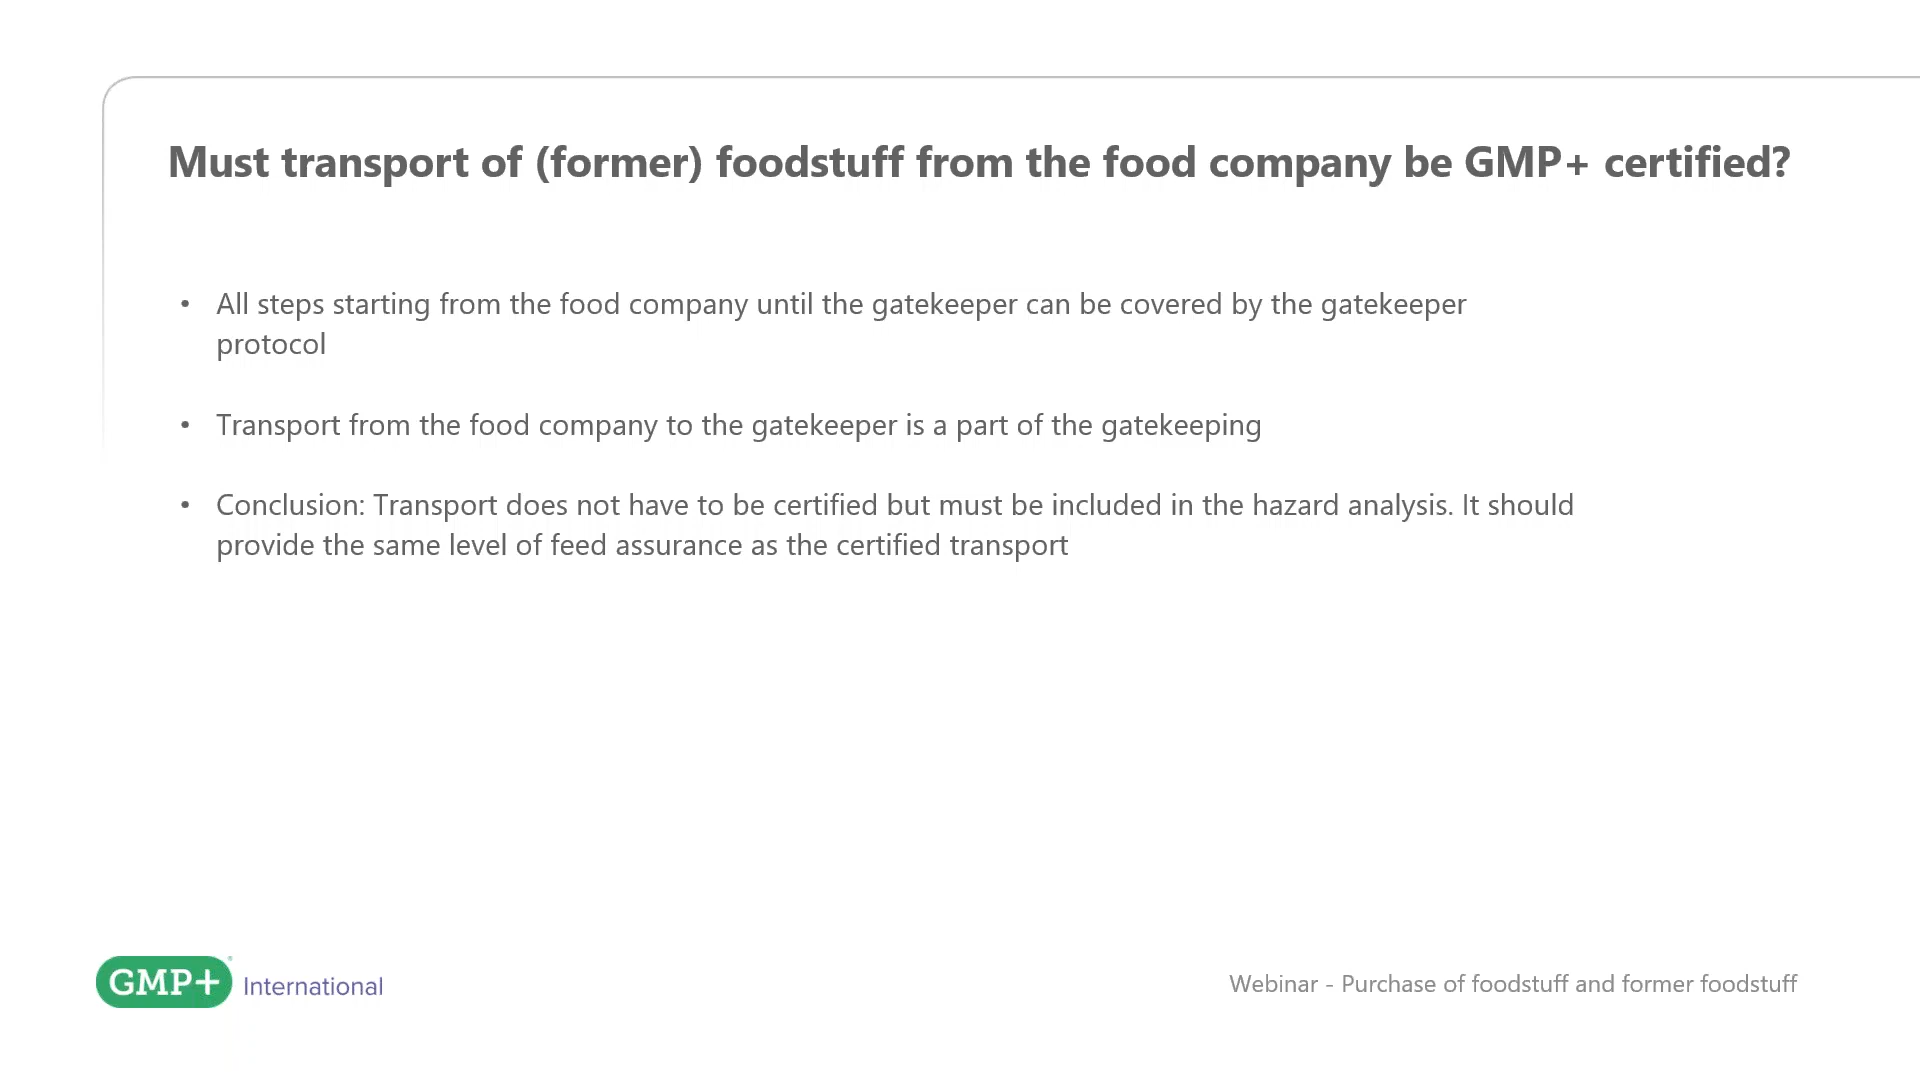 Must transport of (former) foodstuff from the food company be GMP+ certified?
• All steps starting from the food company until the gatekeeper can be covered by the gatekeeper
protocol
• Transport from the food company to the gatekeeper is a part of the gatekeeping
• Conclusion: Transport does not have to be certified but must be included in the hazard analysis. It should
provide the same level of feed assurance as the certified transport
GMP+ International
Webinar - Purchase of foodstuff and former foodstuff